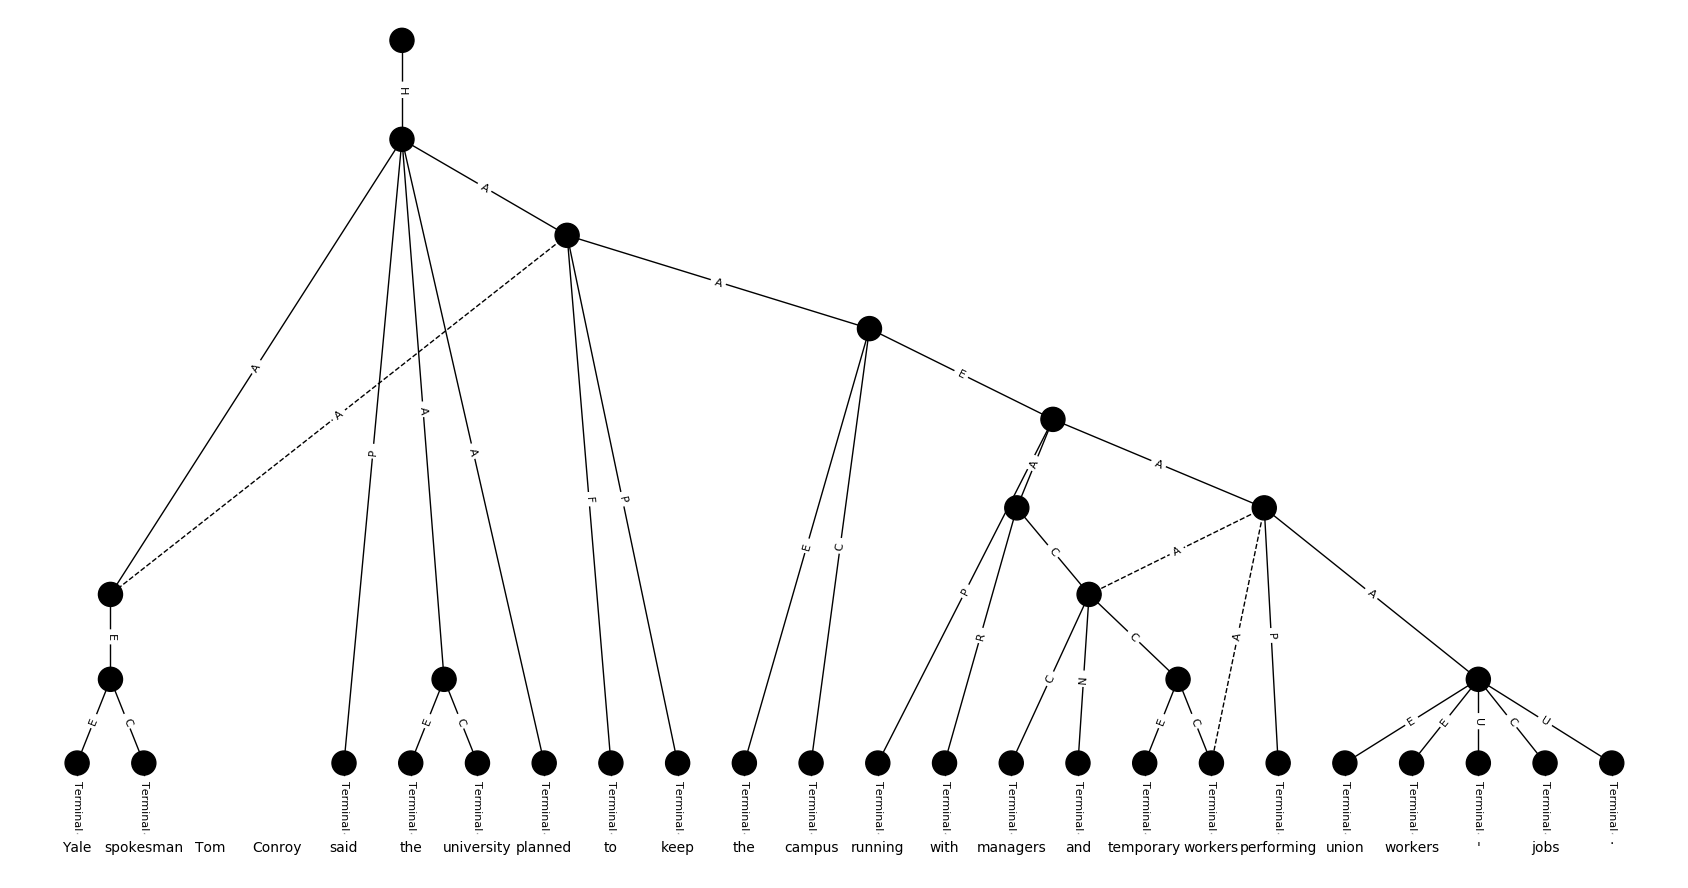 H
A
A
A
E
A
A
P
A
A
F
P
E
C
A
A
C
A
P
R
A
P
A
E
C
N
C
E
C
E
C
E
C
E
E
U
C
U
Terminal Terminal Terminal Terminal Terminal Terminal Terminal Terminal Terminal Terminal Terminal Terminal Terminal Terminal Terminal Terminal Terminal Terminal Terminal Terminal Terminal Terminal
Yale spokesman Tom Conroy said the university planned to keep the campus running with managers and temporary workers performing union workers - jobs .